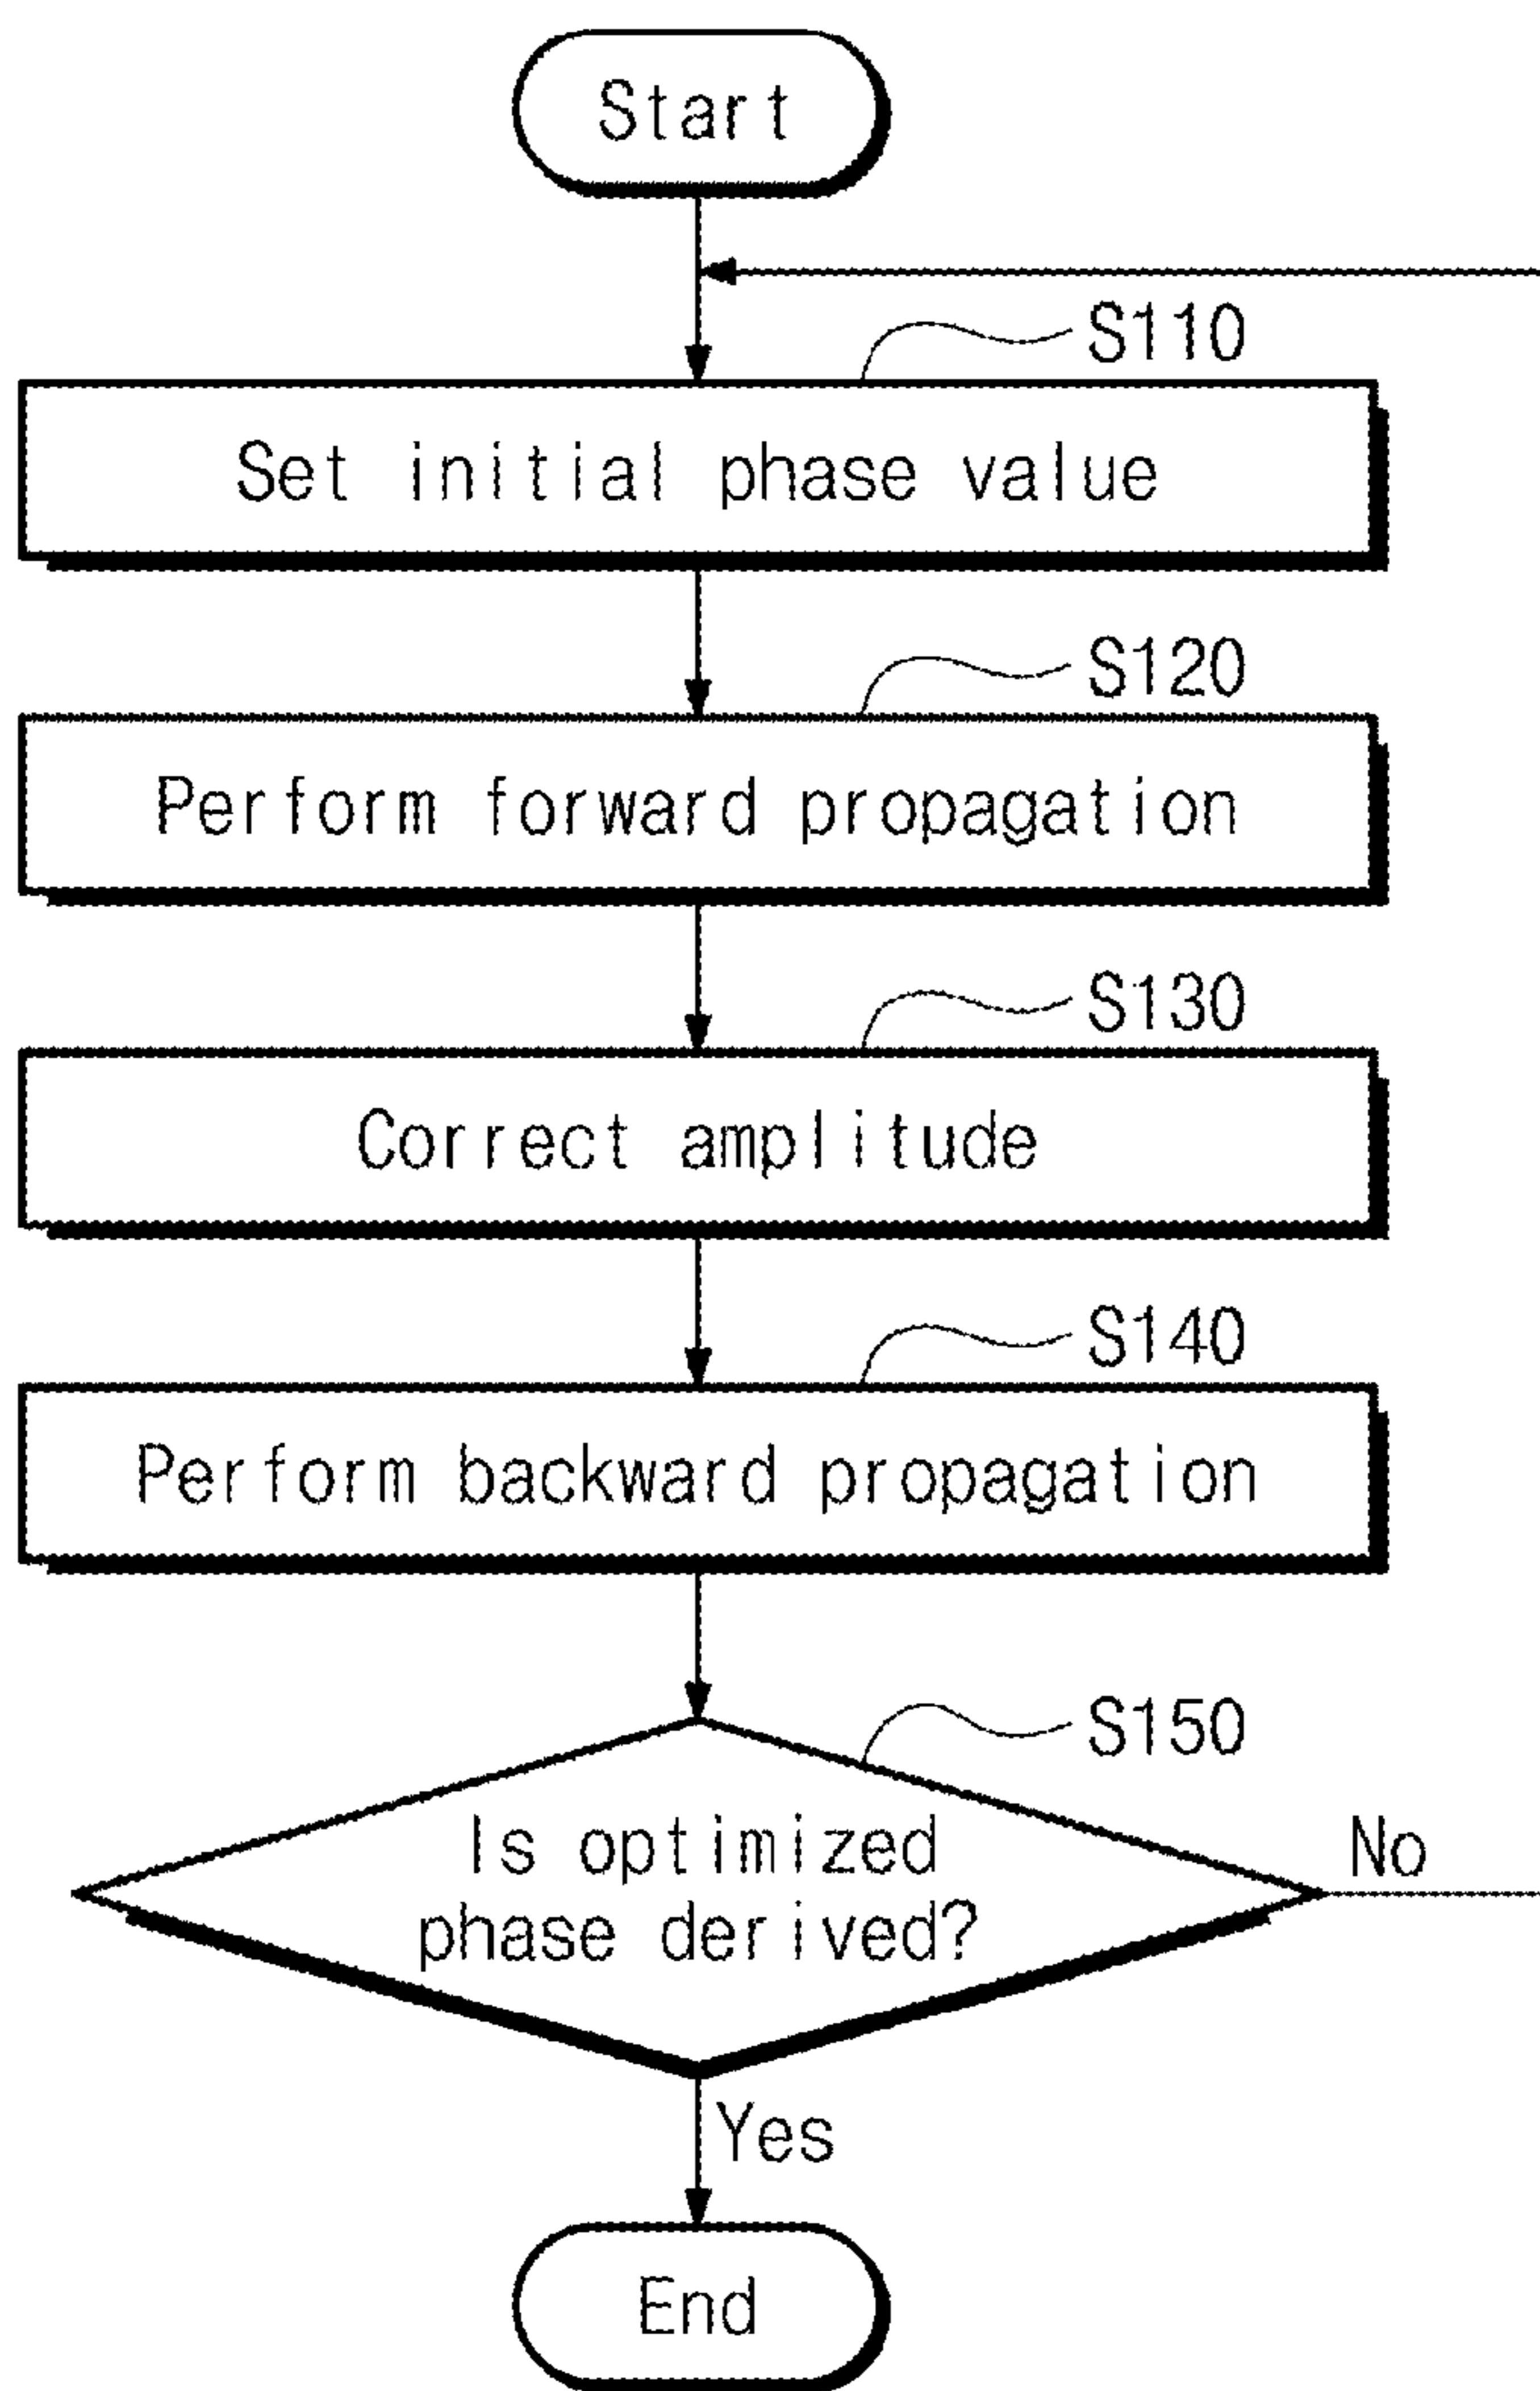 Start
S110
Set initial phase value
S120
Perform forward propagation
S130
Correct amplitude
S140
Perform backward propagation
S150
Is optimized
phase derived?
No
Yes
End